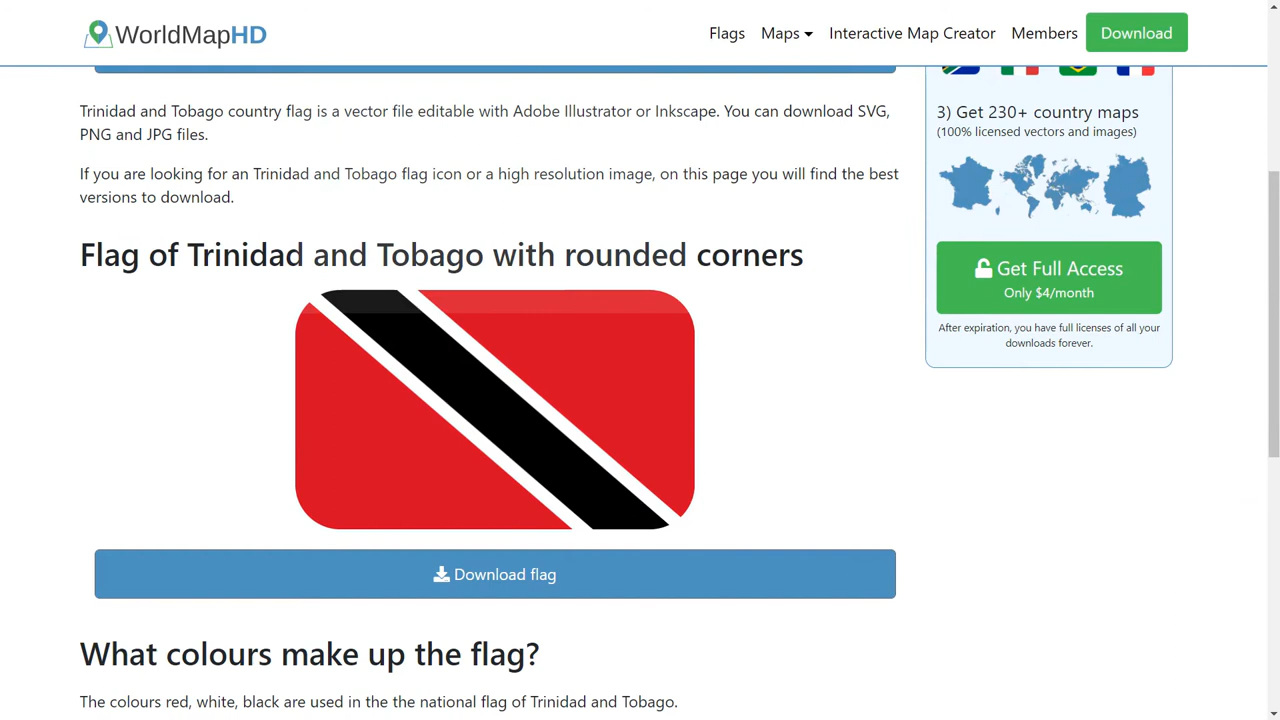 WorldMapHD
Flags
Maps
Interactive Map Creator
Members
Download
Trinidad and Tobago country flag is a vector file editable with Adobe Illustrator or Inkscape. You can download SVG,
PNG and JPG files.
If you are looking for an Trinidad and Tobago flag icon or a high resolution image, on this page you will find the best
versions to download.
Flag of Trinidad and Tobago with rounded corners
Download flag
What colours make up the flag?
The colours red, white, black are used in the the national flag of Trinidad and Tobago.
3) Get 230+ country maps
(100% licensed vectors and images)
Get Full Access
Only $4/month
After expiration, you have full licenses of all your
downloads forever.